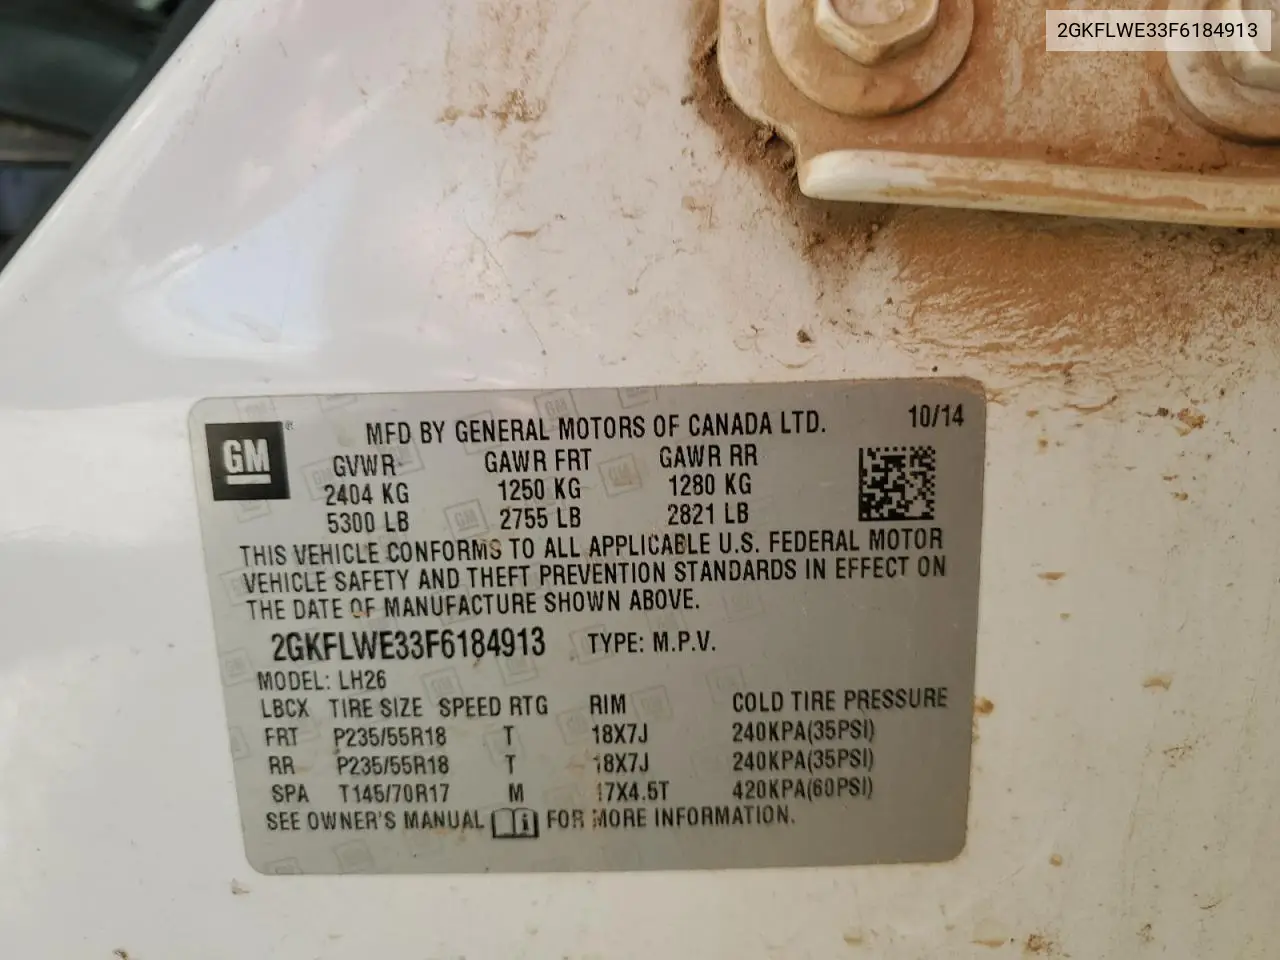 2GKFLWE33F6184913
GM
MFD BY GENERAL MOTORS OF CANADA LTD. 10/14
GVWR GAWR FRT GAWR RR
2404 KG 1250 KG 1280 KG
5300 LB 2755 LB 2821 LB
THIS VEHICLE CONFORMS TO ALL APPLICABLE U.S. FEDERAL MOTOR
VEHICLE SAFETY AND THEFT PREVENTION STANDARDS IN EFFECT ON
THE DATE OF MANUFACTURE SHOWN ABOVE.
2GKFLWE33F6184913 TYPE: M.P.V.
MODEL: LH26
LBCX TIRE SIZE SPEED RTG RIM COLD TIRE PRESSURE
FRT P235/55R18 T 18X7J 240KPA(35PSI)
RR P235/55R18 T 18X7J 240KPA(35PSI)
SPA T145/70R17 M 17X4.5T 420KPA(60PSI)
SEE OWNER'S MANUAL i FOR MORE INFORMATION.